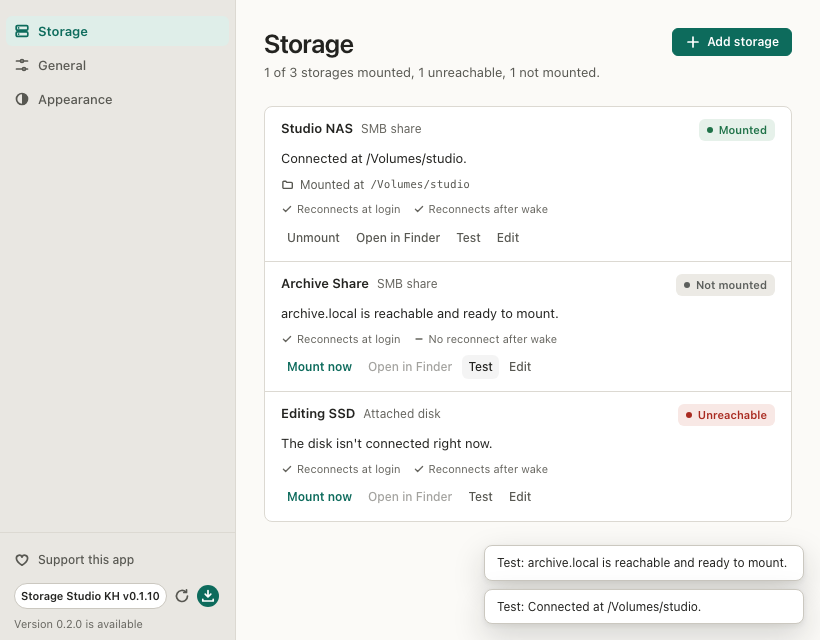 Storage
General
Appearance
Storage
Add storage
1 of 3 storages mounted, 1 unreachable, 1 not mounted.
Studio NAS SMB share
Mounted
Connected at /Volumes/studio.
Mounted at /Volumes/studio
Reconnects at login Reconnects after wake
Unmount Open in Finder Test Edit
Archive Share SMB share
Not mounted
archive.local is reachable and ready to mount.
Reconnects at login No reconnect after wake
Mount now Open in Finder Test Edit
Editing SSD Attached disk
Unreachable
The disk isn't connected right now.
Reconnects at login Reconnects after wake
Mount now Open in Finder Test Edit
Support this app
Storage Studio KH v0.1.10
Version 0.2.0 is available
Test: archive.local is reachable and ready to mount.
Test: Connected at /Volumes/studio.